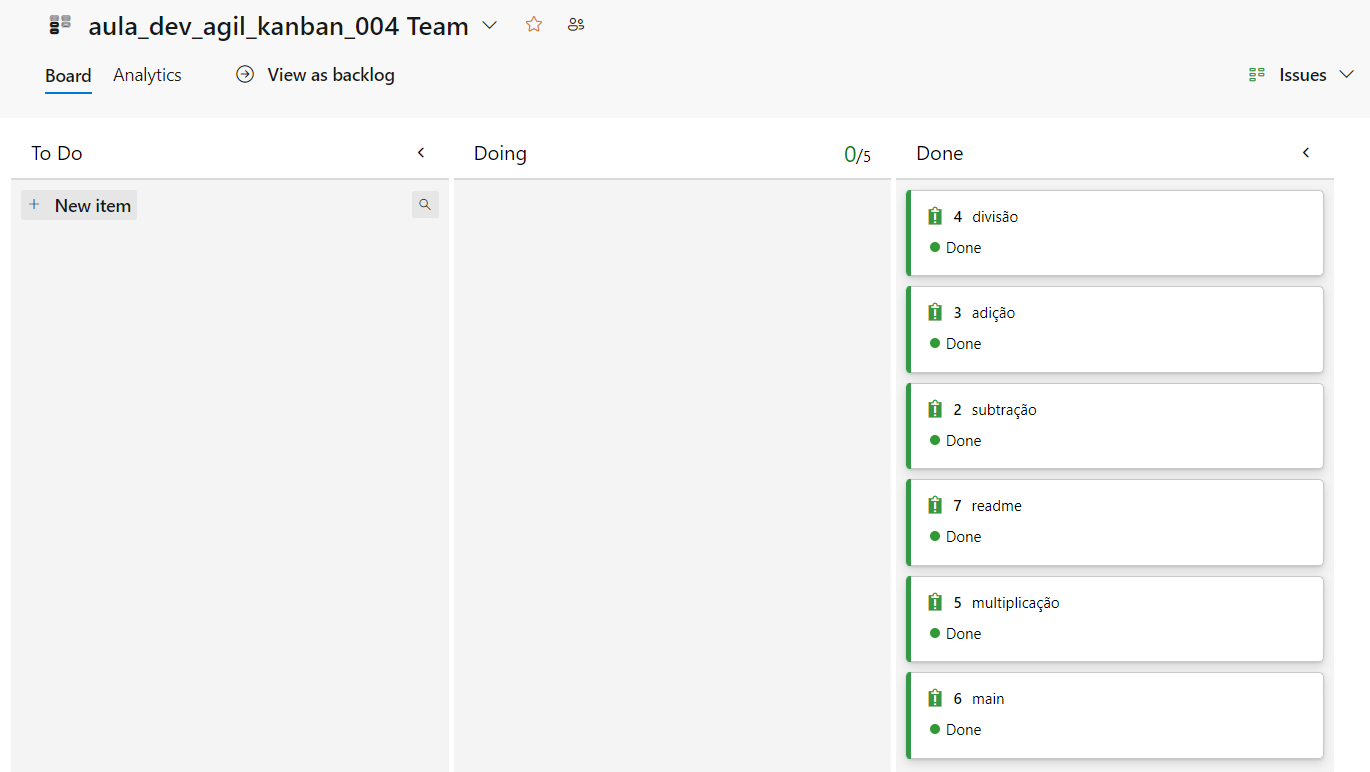 aula_dev_agil_kanban_004 Team
Board Analytics View as backlog Issues
To Do
New item
Doing 0/5
Done
4 divisão
Done
3 adição
Done
2 subtração
Done
7 readme
Done
5 multiplicação
Done
6 main
Done